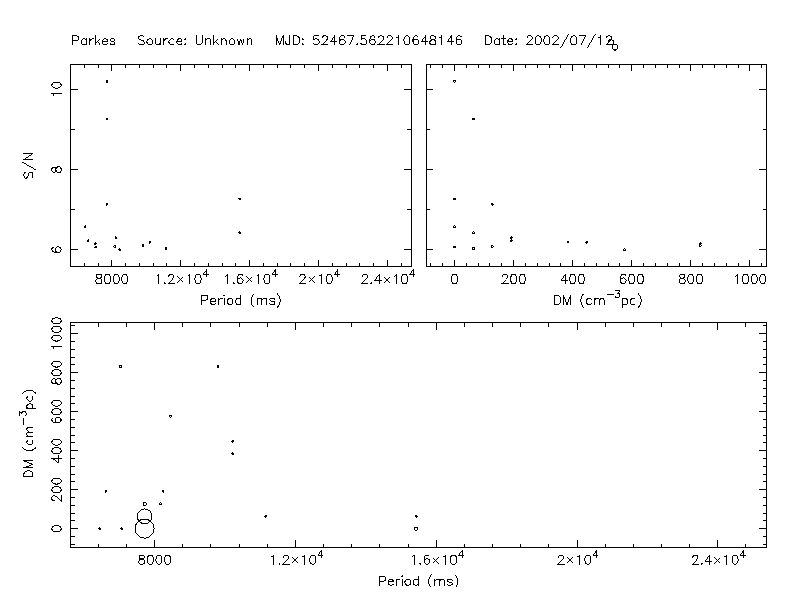 Parkes Source: Unknown MJD: 52467.562210648146 Date: 2002/07/12
10
8
6
S/N
8000 1.2×10⁴ 1.6×10⁴ 2×10⁴ 2.4×10⁴
Period (ms)
0 200 400 600 800 1000
DM (cm⁻³pc)
1000
800
600
400
200
0
DM (cm⁻³pc)
8000 1.2×10⁴ 1.6×10⁴ 2×10⁴ 2.4×10⁴
Period (ms)